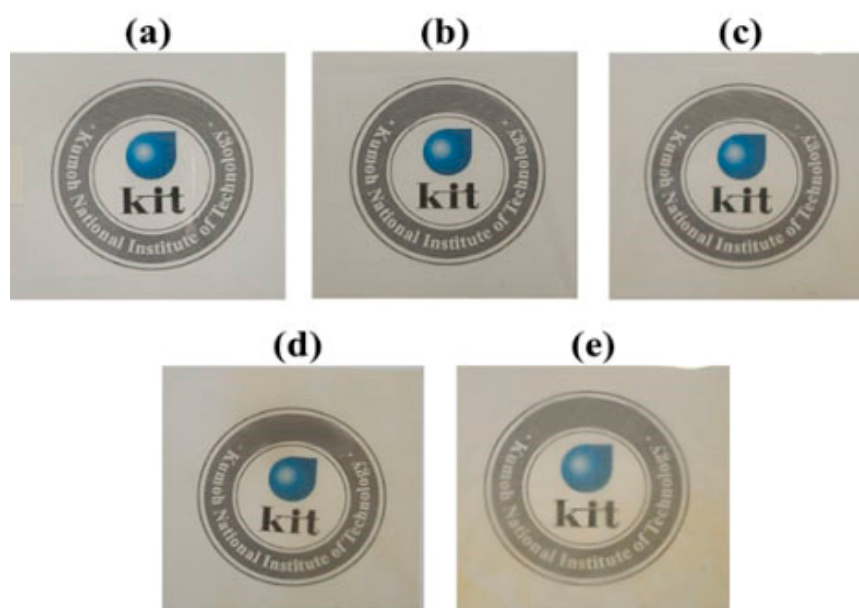 (a)
(b)
(c)
· Kumoh National Institute of Technology ·
kit
· Kumoh National Institute of Technology ·
kit
· Kumoh National Institute of Technology ·
kit
(d)
(e)
· Kumoh National Institute of Technology ·
kit
· Kumoh National Institute of Technology ·
kit